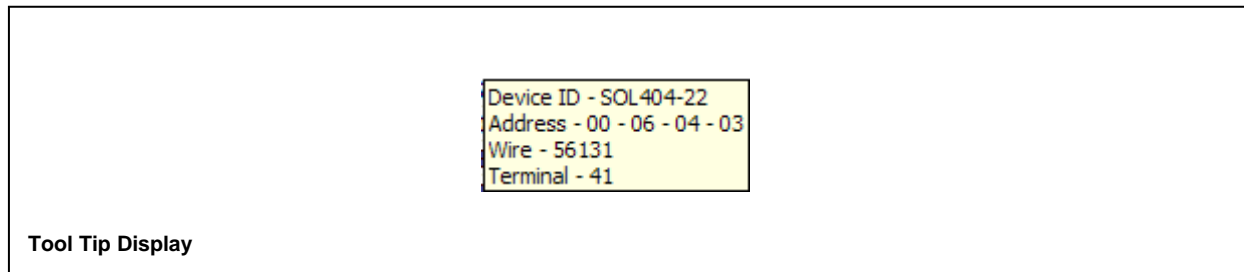 Device ID - SOL404-22
Address - 00 - 06 - 04 - 03
Wire - 56131
Terminal - 41
Tool Tip Display